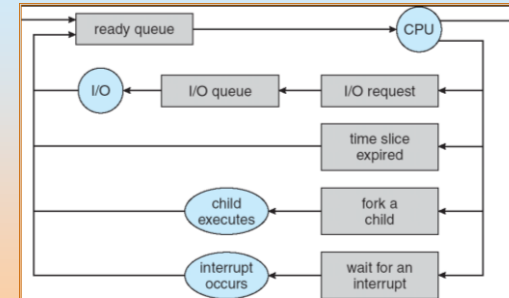 ready queue
CPU
I/O
I/O queue
I/O request
time slice
expired
child
executes
fork a
child
interrupt
occurs
wait for an
interrupt